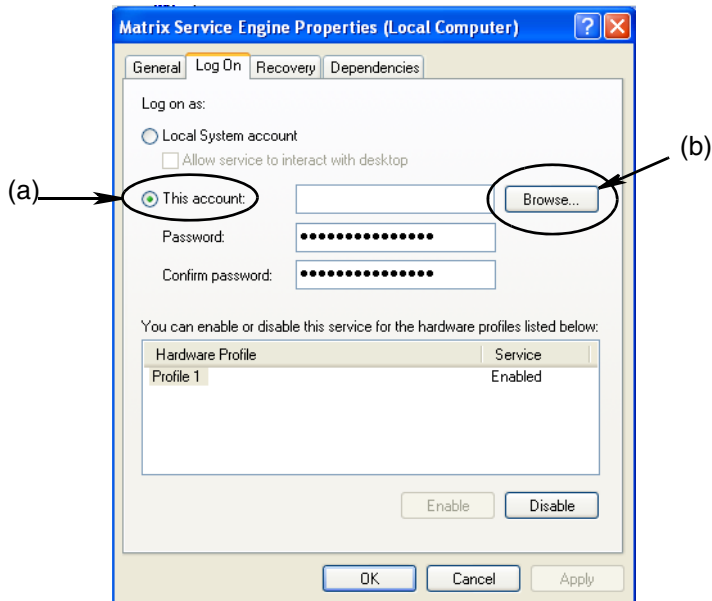 Matrix Service Engine Properties (Local Computer)
General Log On Recovery Dependencies
Log on as:
Local System account
Allow service to interact with desktop
(b)
(a) This account: Browse...
Password: ●●●●●●●●●●●●●●●
Confirm password: ●●●●●●●●●●●●●●●
You can enable or disable this service for the hardware profiles listed below:
Hardware Profile Service
Profile 1 Enabled
Enable Disable
OK Cancel Apply